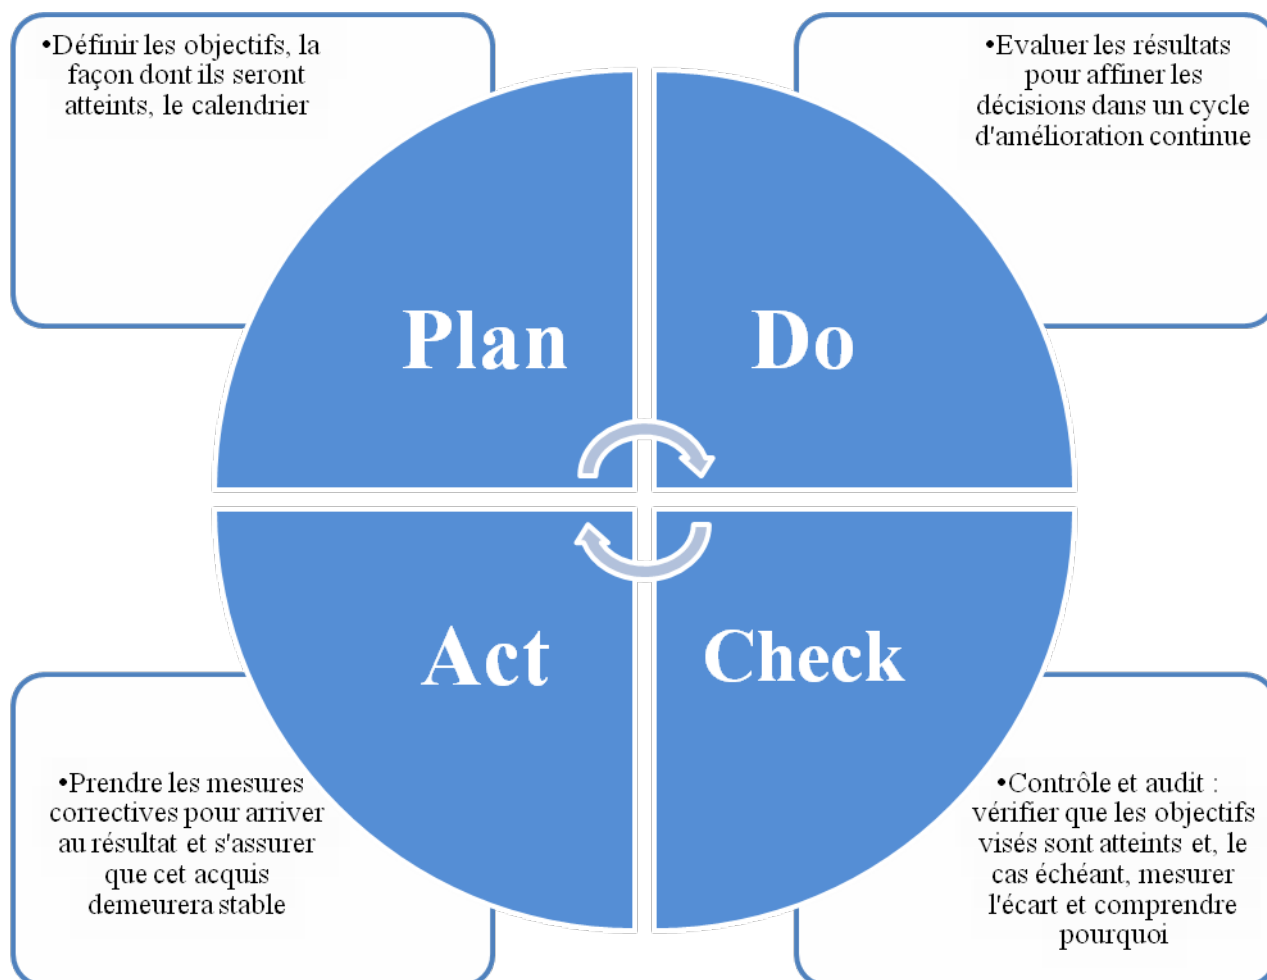 •Définir les objectifs, la
façon dont ils seront
atteints, le calendrier
•Evaluer les résultats
pour affiner les
décisions dans un cycle
d'amélioration continue
Plan
Do
Act
Check
•Prendre les mesures
correctives pour arriver
au résultat et s'assurer
que cet acquis
demeurera stable
•Contrôle et audit :
vérifier que les objectifs
visés sont atteints et, le
cas échéant, mesurer
l'écart et comprendre
pourquoi